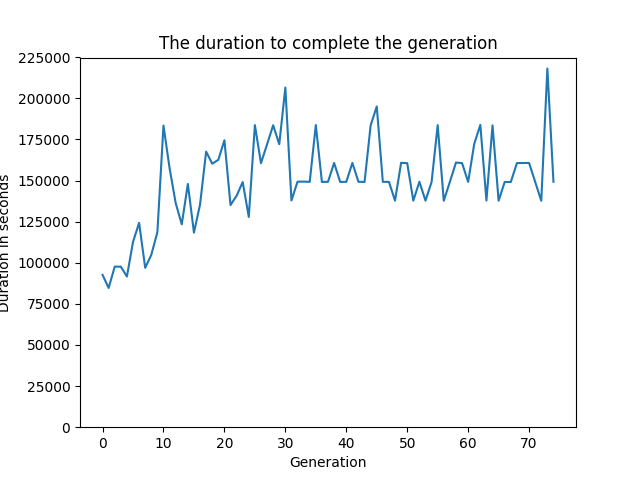 The duration to complete the generation
Duration in seconds
225000
200000
175000
150000
125000
100000
75000
50000
25000
0
0 10 20 30 40 50 60 70
Generation